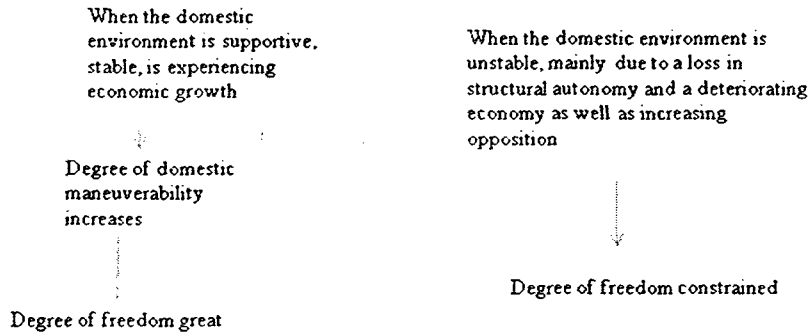 When the domestic
environment is supportive,
stable, is experiencing
economic growth
Degree of domestic
maneuverability
increases
Degree of freedom great
When the domestic environment is
unstable, mainly due to a loss in
structural autonomy and a deteriorating
economy as well as increasing
opposition
Degree of freedom constrained